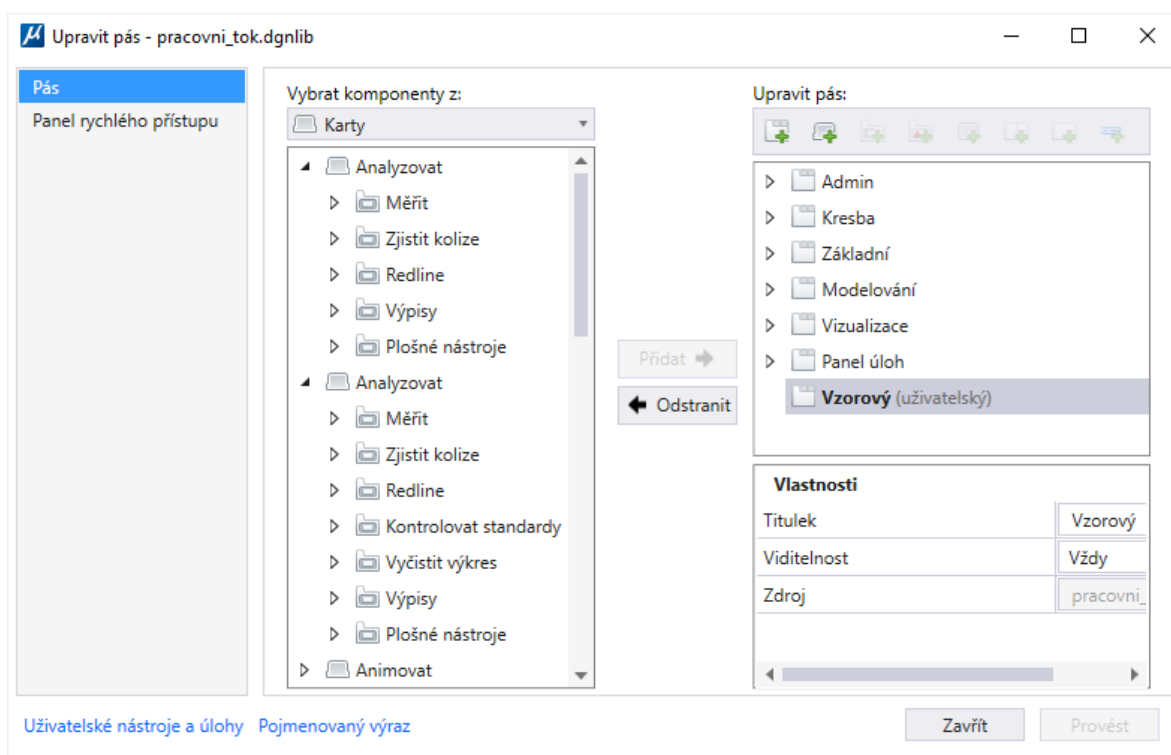 Upravit pás - pracovni_tok.dgnlib
Pás
Panel rychlého přístupu
Vybrat komponenty z:
Karty
Analyzovat
Měřit
Zjistit kolize
Redline
Výpisy
Plošné nástroje
Analyzovat
Měřit
Zjistit kolize
Redline
Kontrolovat standardy
Vyčistit výkres
Výpisy
Plošné nástroje
Animovat
Přidat
Odstranit
Upravit pás:
Admin
Kresba
Základní
Modelování
Vizualizace
Panel úloh
Vzorový (uživatelský)
Vlastnosti
Titulek Vzorový
Viditelnost Vždy
Zdroj pracovni_
Uživatelské nástroje a úlohy Pojmenovaný výraz
Zavřít Provést